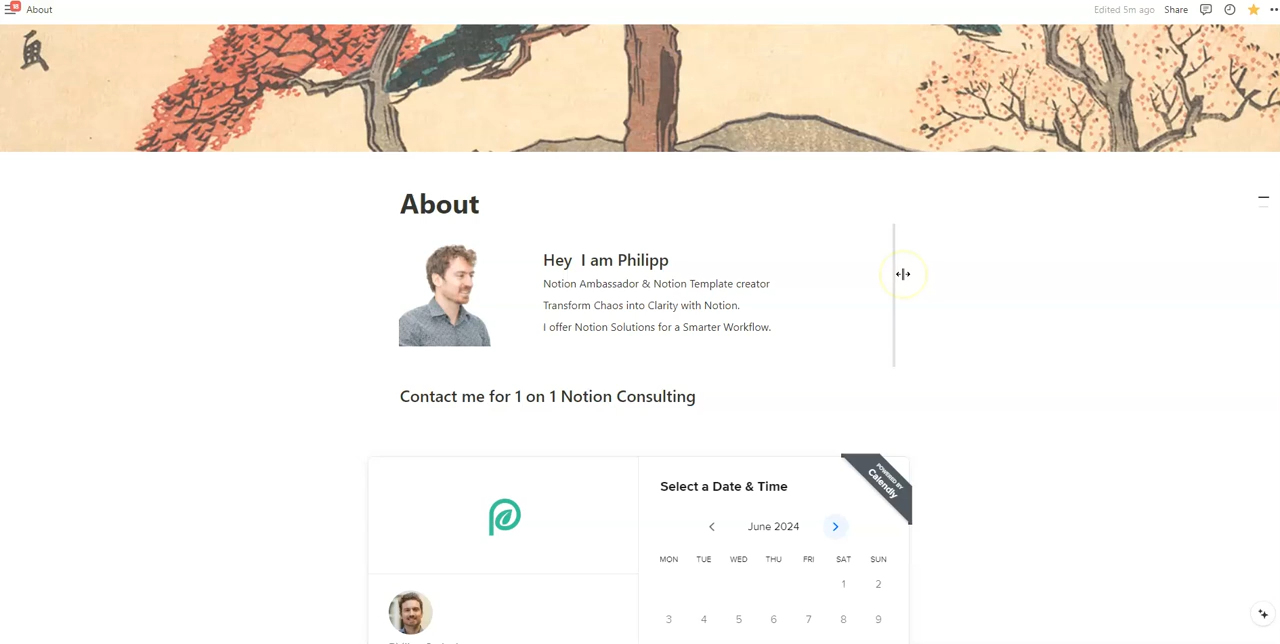 18
About
Edited 5m ago Share
About
Hey I am Philipp
Notion Ambassador & Notion Template creator
Transform Chaos into Clarity with Notion.
I offer Notion Solutions for a Smarter Workflow.
Contact me for 1 on 1 Notion Consulting
POWERED BY
Calendly
Select a Date & Time
June 2024
MON TUE WED THU FRI SAT SUN
1 2
3 4 5 6 7 8 9